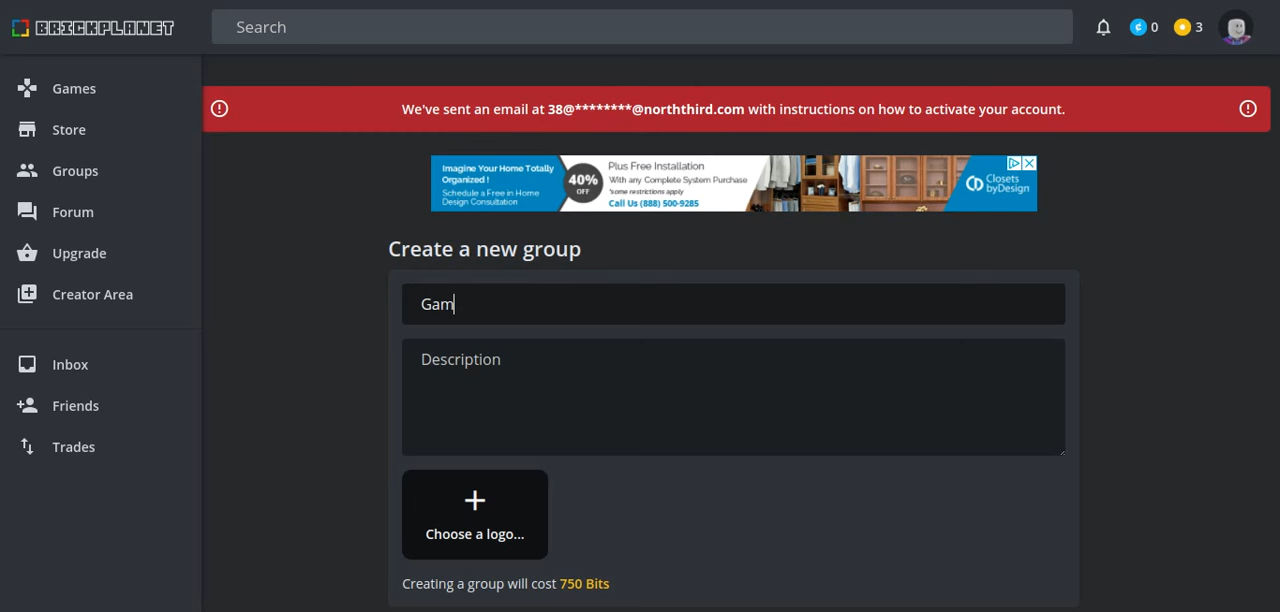 BRICKPLANET
Search
0
3
Games
Store
Groups
Forum
Upgrade
Creator Area
Inbox
Friends
Trades
We've sent an email at 38@********@norththird.com with instructions on how to activate your account.
Imagine Your Home Totally
Organized !
Schedule a Free in Home
Design Consultation
40%
OFF
Plus Free Installation
With any Complete System Purchase
*some restrictions apply
Call Us (888) 500-9285
Closets
byDesign
Create a new group
Gam
Description
Choose a logo...
Creating a group will cost 750 Bits